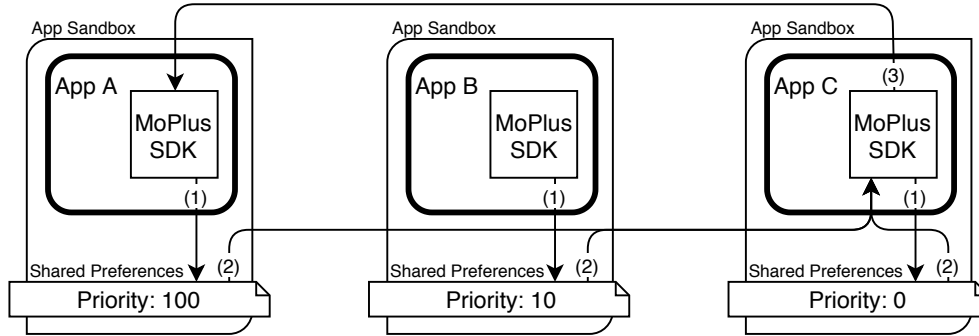 App Sandbox
App A
MoPlus
SDK
(1)
(2)
Shared Preferences
Priority: 100
App Sandbox
App B
MoPlus
SDK
(1)
(2)
Shared Preferences
Priority: 10
App Sandbox
(3)
App C
MoPlus
SDK
(1)
(2)
Shared Preferences
Priority: 0